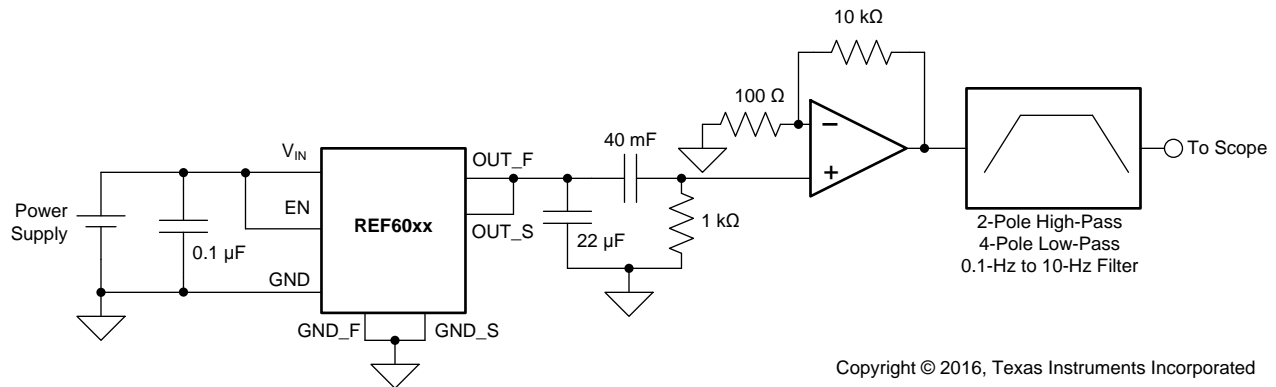 10 kΩ
100 Ω
40 mF
V_IN
OUT_F
To Scope
Power
Supply
EN
REF60xx
OUT_S
1 kΩ
0.1 µF
22 µF
2-Pole High-Pass
4-Pole Low-Pass
0.1-Hz to 10-Hz Filter
GND
GND_F
GND_S
Copyright © 2016, Texas Instruments Incorporated
−
+